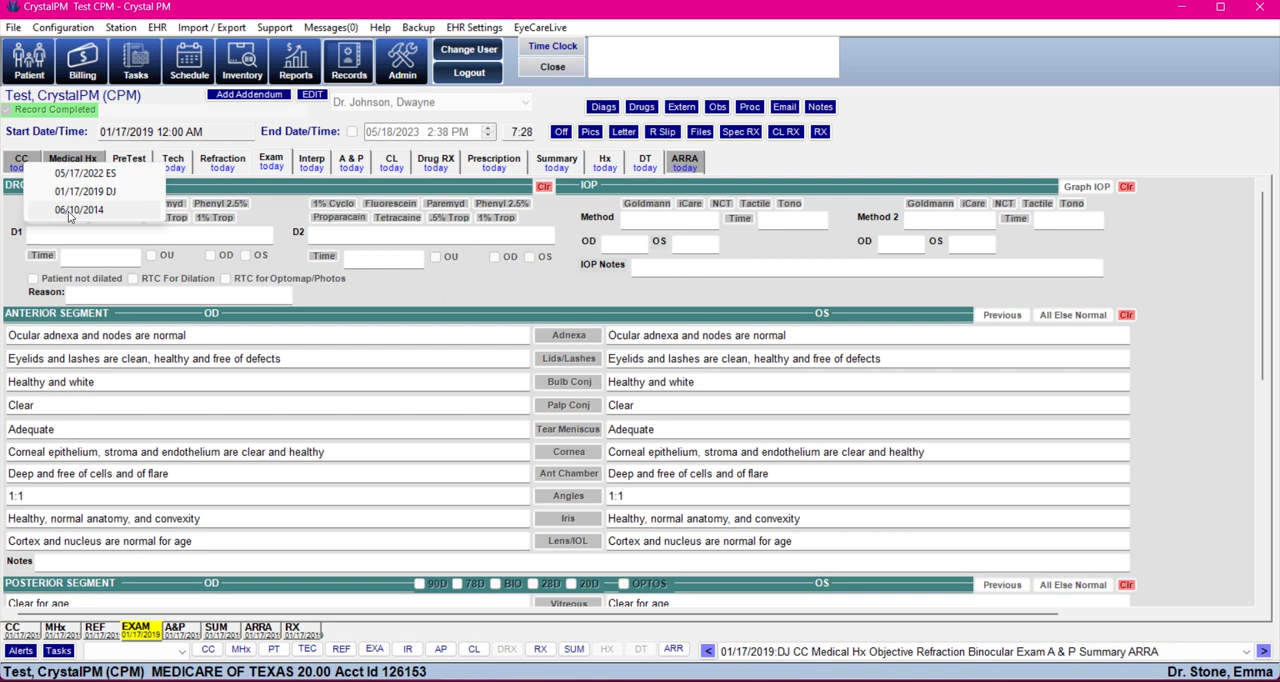 CrystalPM Test CPM - Crystal PM
File Configuration Station EHR Import / Export Support Messages(0) Help Backup EHR Settings EyeCareLive
Patient Billing Tasks Schedule Inventory Reports Records Admin Change User Logout Time Clock Close
Test, CrystalPM (CPM) Add Addendum EDIT Dr. Johnson, Dwayne Diags Drugs Extern Obs Proc Email Notes
Record Completed
Start Date/Time: 01/17/2019 12:00 AM End Date/Time: 05/18/2023 2:38 PM 7:28 Off Pics Letter R Slip Files Spec RX CL RX RX
CC Medical Hx PreTest Tech Refraction Exam Interp A & P CL Drug RX Prescription Summary Hx DT ARRA
today today today today today today today today today today today today
05/17/2022 ES
01/17/2019 DJ
06/10/2014
Clr IOP Graph IOP Clr
Phenyl 2.5% 1% Cyclo Fluorescein Paremyd Phenyl 2.5% Goldmann iCare NCT Tactile Tono Goldmann iCare NCT Tactile Tono
1% Trop Proparacain Tetracaine .5% Trop 1% Trop Method Time Method 2 Time
D1 D2 OD OS OD OS
Time OU OD OS Time OU OD OS IOP Notes
Patient not dilated RTC For Dilation RTC for Optomap/Photos
Reason:
ANTERIOR SEGMENT OD OS Previous All Else Normal Clr
Ocular adnexa and nodes are normal Adnexa Ocular adnexa and nodes are normal
Eyelids and lashes are clean, healthy and free of defects Lids/Lashes Eyelids and lashes are clean, healthy and free of defects
Healthy and white Bulb Conj Healthy and white
Clear Palp Conj Clear
Adequate Tear Meniscus Adequate
Corneal epithelium, stroma and endothelium are clear and healthy Cornea Corneal epithelium, stroma and endothelium are clear and healthy
Deep and free of cells and of flare Ant Chamber Deep and free of cells and of flare
1:1 Angles 1:1
Healthy, normal anatomy, and convexity Iris Healthy, normal anatomy, and convexity
Cortex and nucleus are normal for age Lens/IOL Cortex and nucleus are normal for age
Notes
POSTERIOR SEGMENT OD 90D 78D BIO 28D 20D OPTOS OS Previous All Else Normal Clr
Clear for age Vitreous Clear for age
CC MHx REF EXAM A&P SUM ARRA RX
01/17/201 01/17/201 01/17/201 01/17/2019 01/17/201 01/17/201 01/17/201 01/17/2019
Alerts Tasks CC MHx PT TEC REF EXA IR AP CL DRX RX SUM HX DT ARR < 01/17/2019:DJ CC Medical Hx Objective Refraction Binocular Exam A & P Summary ARRA >
Test, CrystalPM (CPM) MEDICARE OF TEXAS 20.00 Acct Id 126153 Dr. Stone, Emma